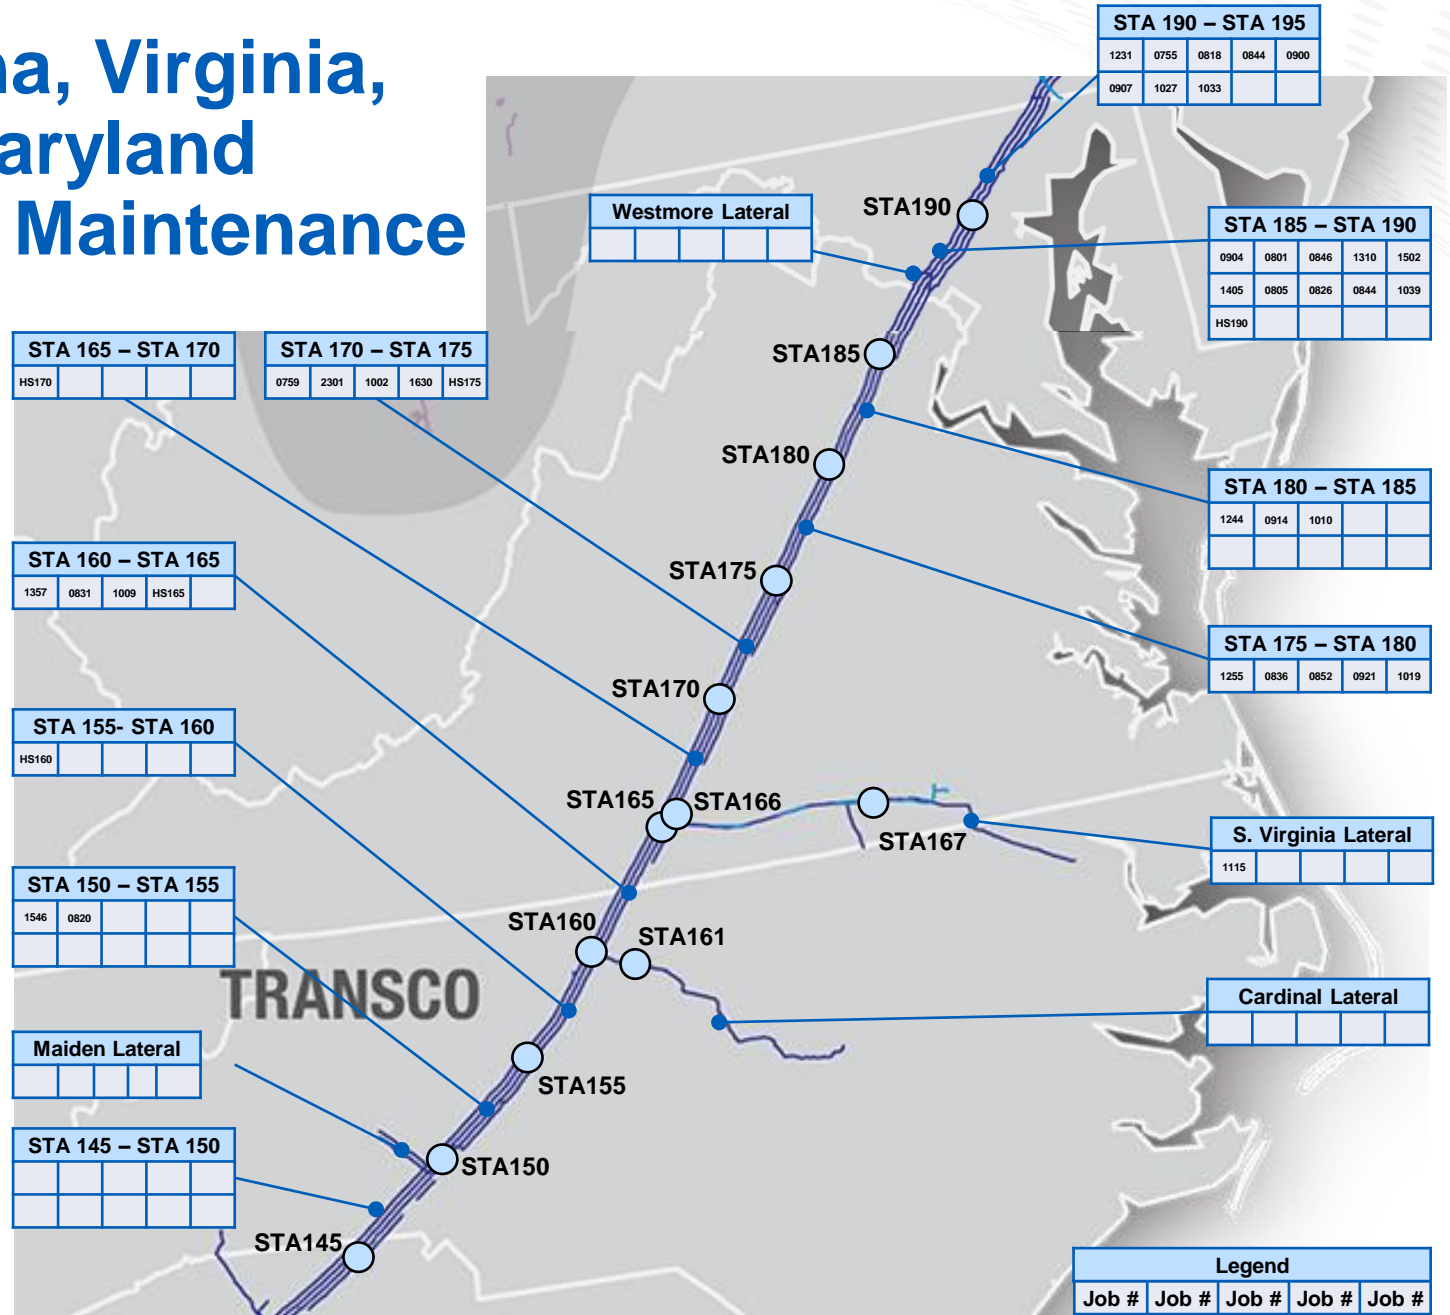 na, Virginia,
aryland
Maintenance
STA 190 – STA 195
1231 0755 0818 0844 0900
0907 1027 1033
Westmore Lateral
STA190
STA 185 – STA 190
0904 0801 0846 1310 1502
1405 0805 0826 0844 1039
HS190
STA 165 – STA 170
HS170
STA 170 – STA 175
0759 2301 1002 1630 HS175
STA185
STA180
STA 180 – STA 185
1244 0914 1010
STA 160 – STA 165
1357 0831 1009 HS165
STA175
STA 175 – STA 180
1255 0836 0852 0921 1019
STA170
STA 155- STA 160
HS160
STA165
STA166
STA167
S. Virginia Lateral
1115
STA 150 – STA 155
1546 0820
STA160
STA161
TRANSCO
Cardinal Lateral
Maiden Lateral
STA155
STA 145 – STA 150
STA150
STA145
Legend
Job # Job # Job # Job # Job #